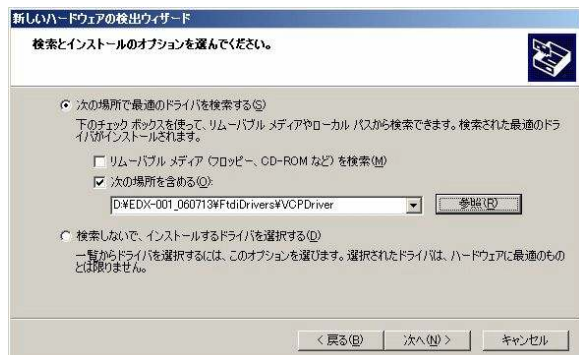 新しいハードウェアの検出ウィザード
検索とインストールのオプションを選んでください。
次の場所で最適のドライバを検索する(S)
下のチェック ボックスを使って、リムーバブル メディアやローカル パスから検索できます。検索された最適のドラ
イバがインストールされます。
リムーバブル メディア (フロッピー、CD-ROM など) を検索(M)
次の場所を含める(O):
D:¥EDX-001_060713¥FtdiDrivers¥VCPDriver
参照(R)
検索しないで、インストールするドライバを選択する(D)
一覧からドライバを選択するには、このオプションを選びます。選択されたドライバは、ハードウェアに最適のもの
とは限りません。
< 戻る(B)
次へ(N) >
キャンセル